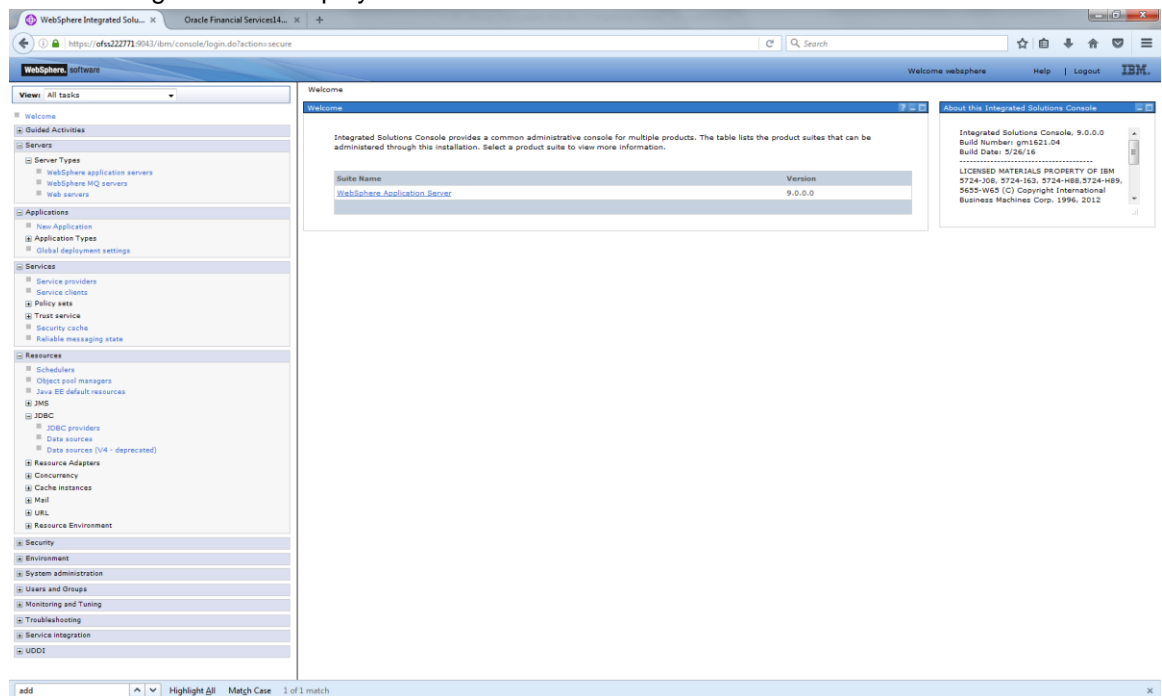 WebSphere Integrated Solu... ×
Oracle Financial Services14... ×
+
https://ofss222771:9043/ibm/console/login.do?action=secure
Search
WebSphere. software
Welcome websphere
Help | Logout
IBM.
View: All tasks
Welcome
Guided Activities
Servers
Server Types
WebSphere application servers
WebSphere MQ servers
Web servers
Applications
New Application
Application Types
Global deployment settings
Services
Service providers
Service clients
Policy sets
Trust service
Security cache
Reliable messaging state
Resources
Schedulers
Object pool managers
Java EE default resources
JMS
JDBC
JDBC providers
Data sources
Data sources (V4 - deprecated)
Resource Adapters
Concurrency
Cache instances
Mail
URL
Resource Environment
Security
Environment
System administration
Users and Groups
Monitoring and Tuning
Troubleshooting
Service integration
UDDI
Welcome
Welcome
Integrated Solutions Console provides a common administrative console for multiple products. The table lists the product suites that can be
administered through this installation. Select a product suite to view more information.
Suite Name Version
WebSphere Application Server 9.0.0.0
About this Integrated Solutions Console
Integrated Solutions Console, 9.0.0.0
Build Number: gm1621.04
Build Date: 5/26/16
----------------------------------------
LICENSED MATERIALS PROPERTY OF IBM
5724-J08, 5724-I63, 5724-H88,5724-H89,
5655-W65 (C) Copyright International
Business Machines Corp. 1996, 2012
add
Highlight All
Match Case
1 of 1 match